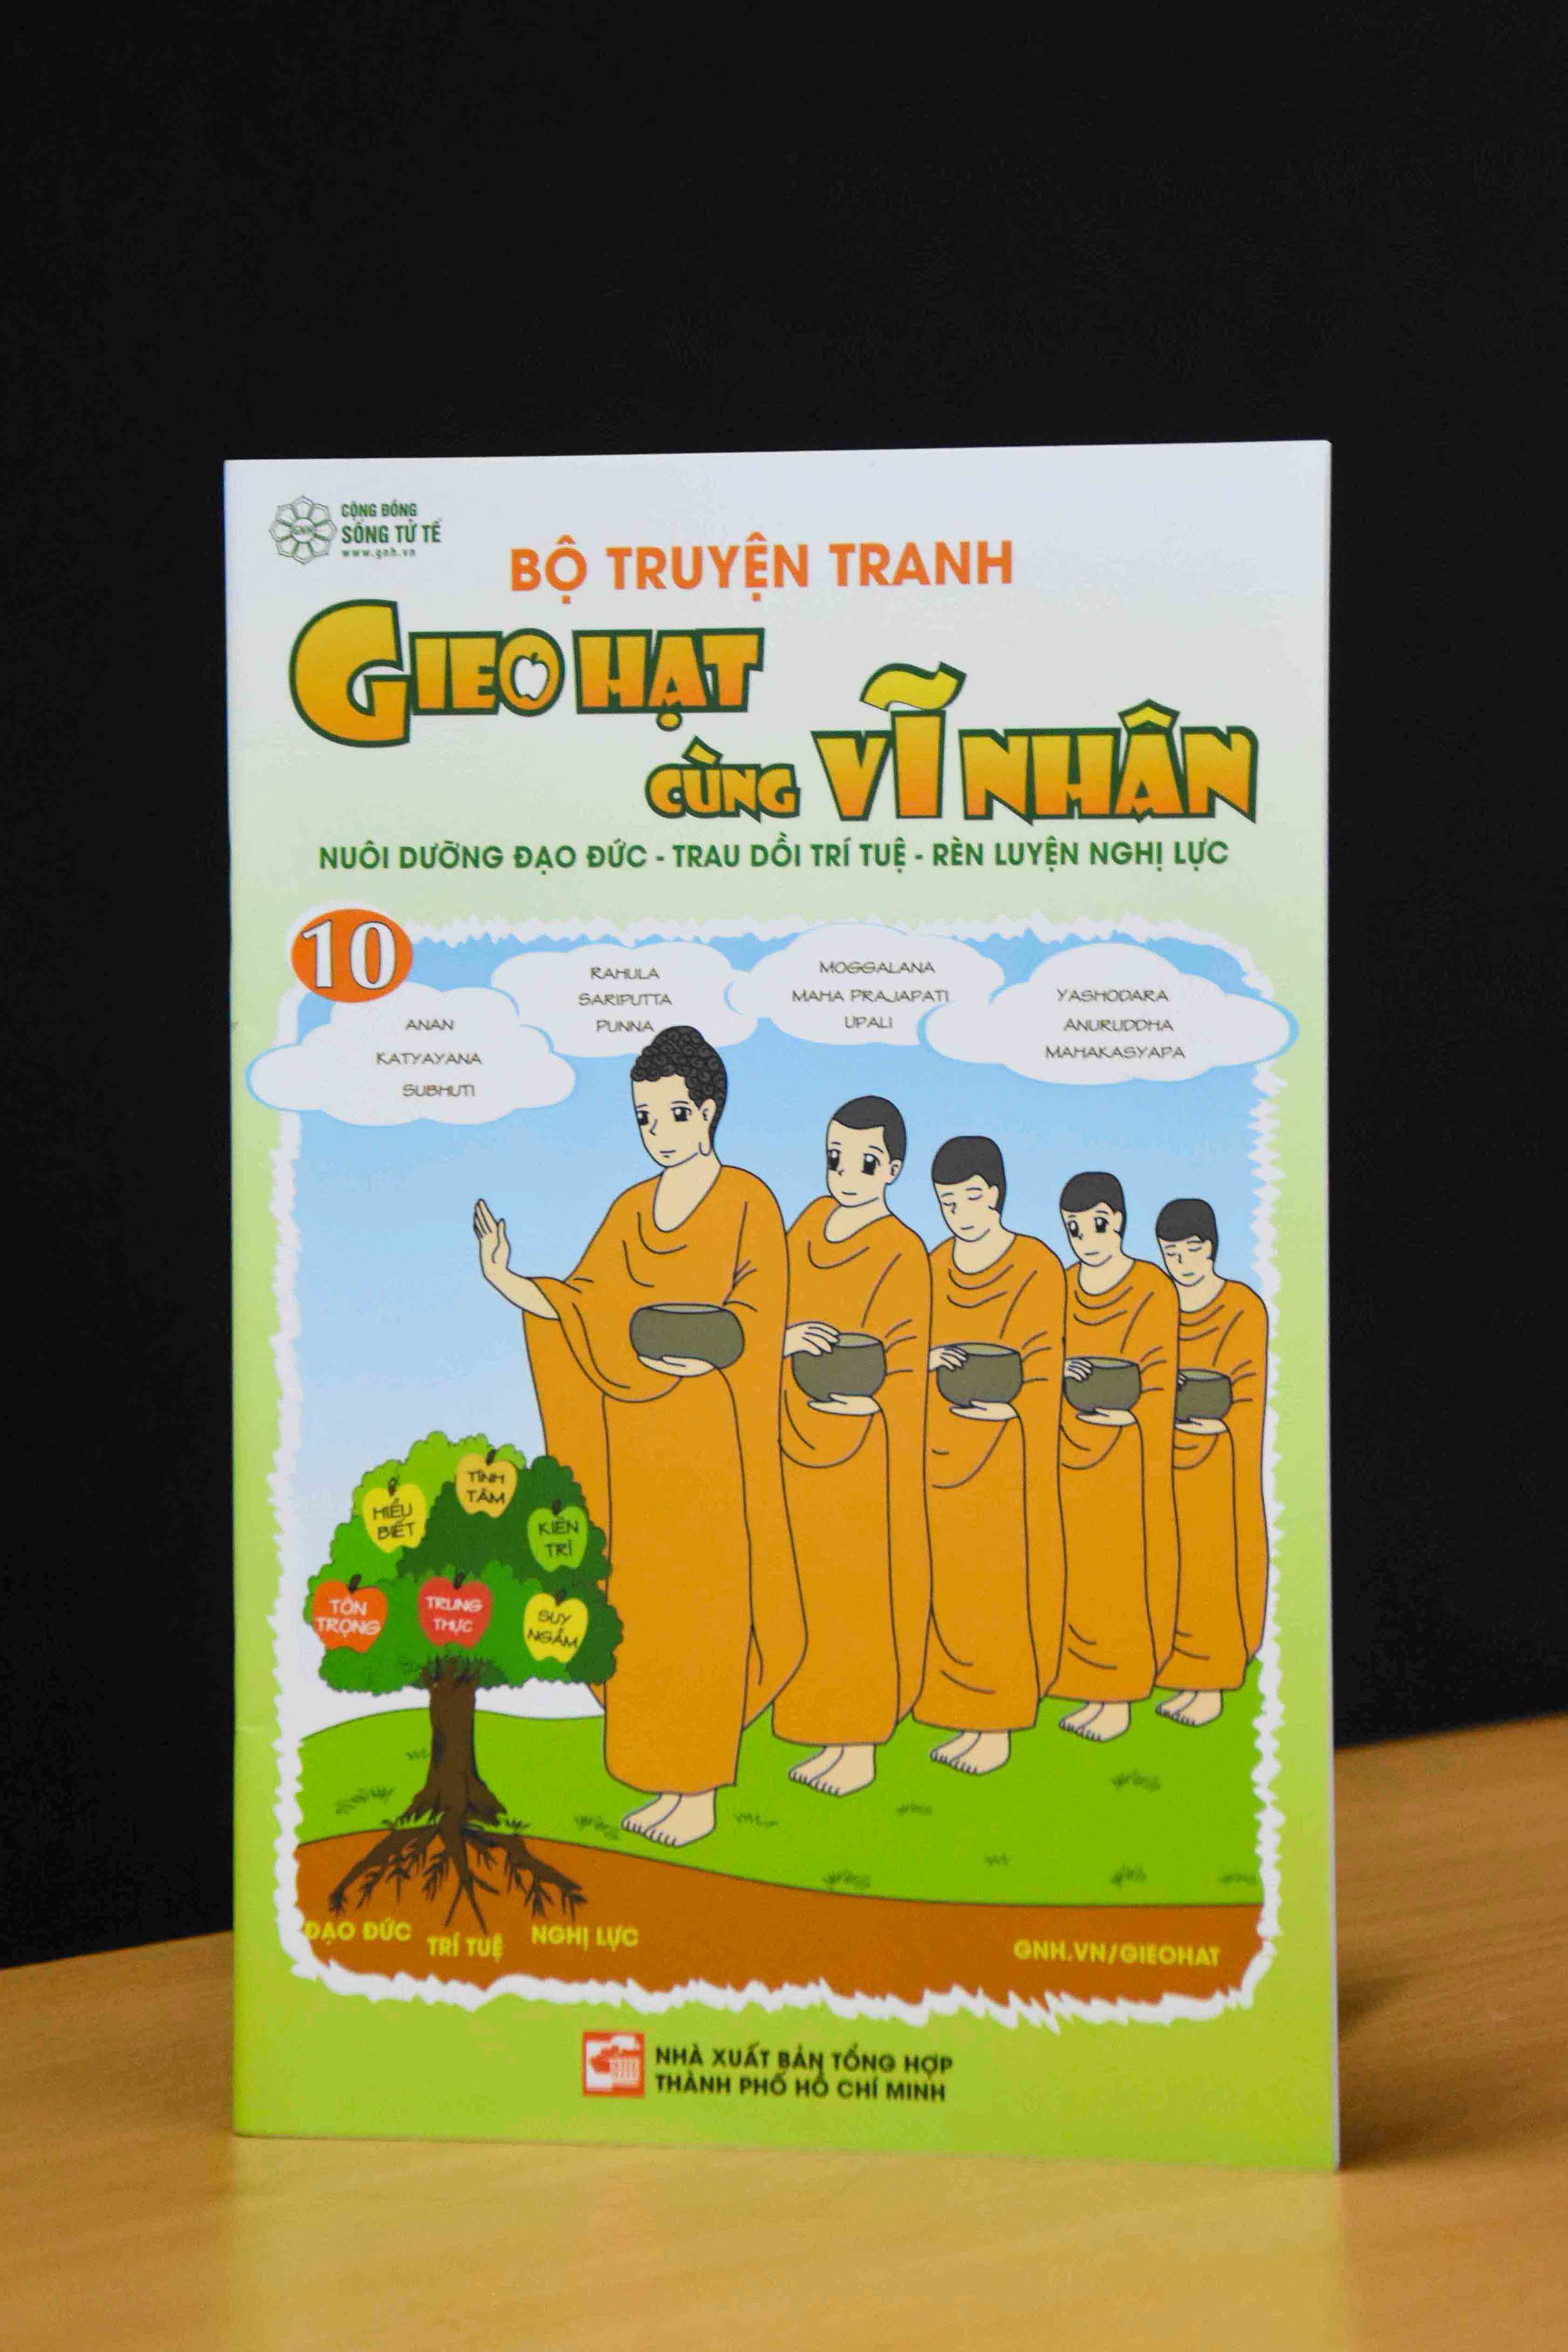 CỘNG ĐỒNG
SỐNG TỬ TẾ
www.gnh.vn
GNH
BỘ TRUYỆN TRANH
GIEO HẠT
CÙNG VĨ NHÂN
NUÔI DƯỠNG ĐẠO ĐỨC - TRAU DỒI TRÍ TUỆ - RÈN LUYỆN NGHỊ LỰC
10
ANAN
KATYAYANA
SUBHUTI
RAHULA
SARIPUTTA
PUNNA
MOGGALANA
MAHA PRAJAPATI
UPALI
YASHODARA
ANURUDDHA
MAHAKASYAPA
HIỂU
BIẾT
TĨNH
TÂM
KIÊN
TRÌ
TÔN
TRỌNG
TRUNG
THỰC
SUY
NGẪM
ĐẠO ĐỨC
TRÍ TUỆ
NGHỊ LỰC
GNH.VN/GIEOHAT
NHÀ XUẤT BẢN TỔNG HỢP
THÀNH PHỐ HỒ CHÍ MINH